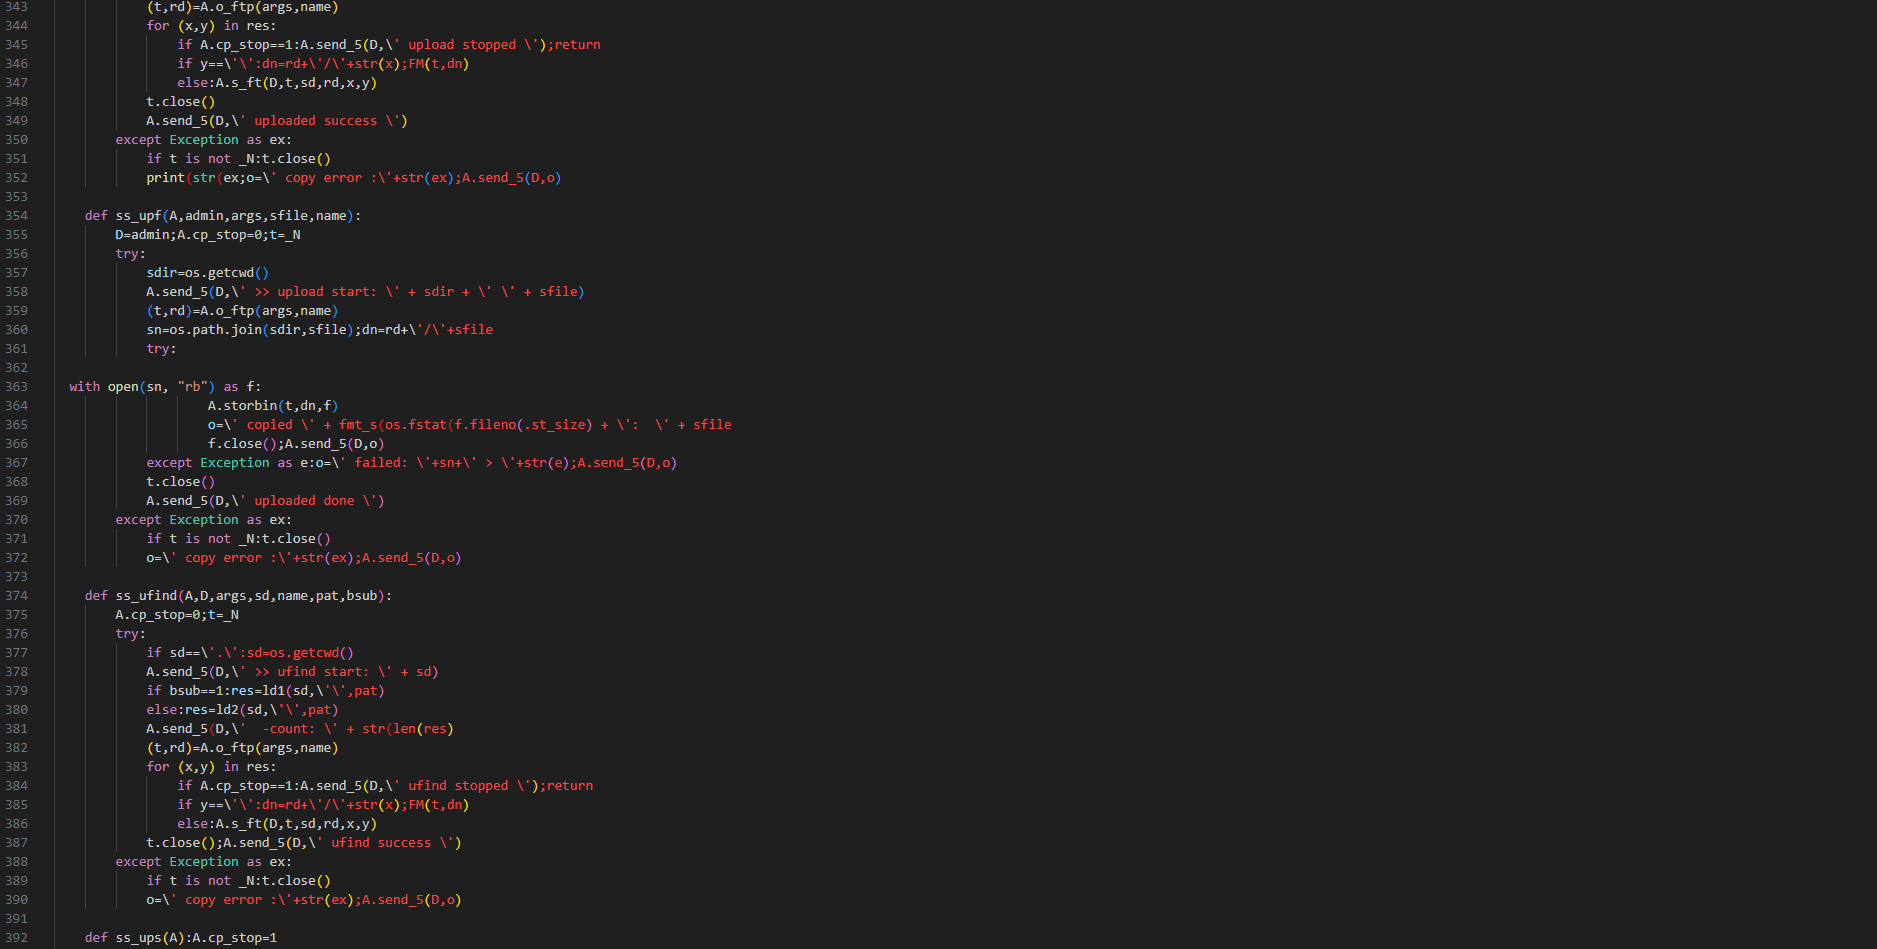 343 (t,rd)=A.o_ftp(args,name)
344 for (x,y) in res:
345 if A.cp_stop==1:A.send_5(D,\' upload stopped \');return
346 if y==\'\':dn=rd+\'/\'+str(x);FM(t,dn)
347 else:A.s_ft(D,t,sd,rd,x,y)
348 t.close()
349 A.send_5(D,\' uploaded success \')
350 except Exception as ex:
351 if t is not _N:t.close()
352 print(str(ex;o=\' copy error :\'+str(ex);A.send_5(D,o)
353
354 def ss_upf(A,admin,args,sfile,name):
355 D=admin;A.cp_stop=0;t=_N
356 try:
357 sdir=os.getcwd()
358 A.send_5(D,\' >> upload start: \' + sdir + \' \' + sfile)
359 (t,rd)=A.o_ftp(args,name)
360 sn=os.path.join(sdir,sfile);dn=rd+\'/\'+sfile
361 try:
362
363 with open(sn, "rb") as f:
364 A.storbin(t,dn,f)
365 o=\' copied \' + fmt_s(os.fstat(f.fileno(.st_size) + \':  \' + sfile
366 f.close();A.send_5(D,o)
367 except Exception as e:o=\' failed: \'+sn+\' > \'+str(e);A.send_5(D,o)
368 t.close()
369 A.send_5(D,\' uploaded done \')
370 except Exception as ex:
371 if t is not _N:t.close()
372 o=\' copy error :\'+str(ex);A.send_5(D,o)
373
374 def ss_ufind(A,D,args,sd,name,pat,bsub):
375 A.cp_stop=0;t=_N
376 try:
377 if sd==\'.\':sd=os.getcwd()
378 A.send_5(D,\' >> ufind start: \' + sd)
379 if bsub==1:res=ld1(sd,\'\',pat)
380 else:res=ld2(sd,\'\',pat)
381 A.send_5(D,\'  -count: \' + str(len(res)
382 (t,rd)=A.o_ftp(args,name)
383 for (x,y) in res:
384 if A.cp_stop==1:A.send_5(D,\' ufind stopped \');return
385 if y==\'\':dn=rd+\'/\'+str(x);FM(t,dn)
386 else:A.s_ft(D,t,sd,rd,x,y)
387 t.close();A.send_5(D,\' ufind success \')
388 except Exception as ex:
389 if t is not _N:t.close()
390 o=\' copy error :\'+str(ex);A.send_5(D,o)
391
392 def ss_ups(A):A.cp_stop=1